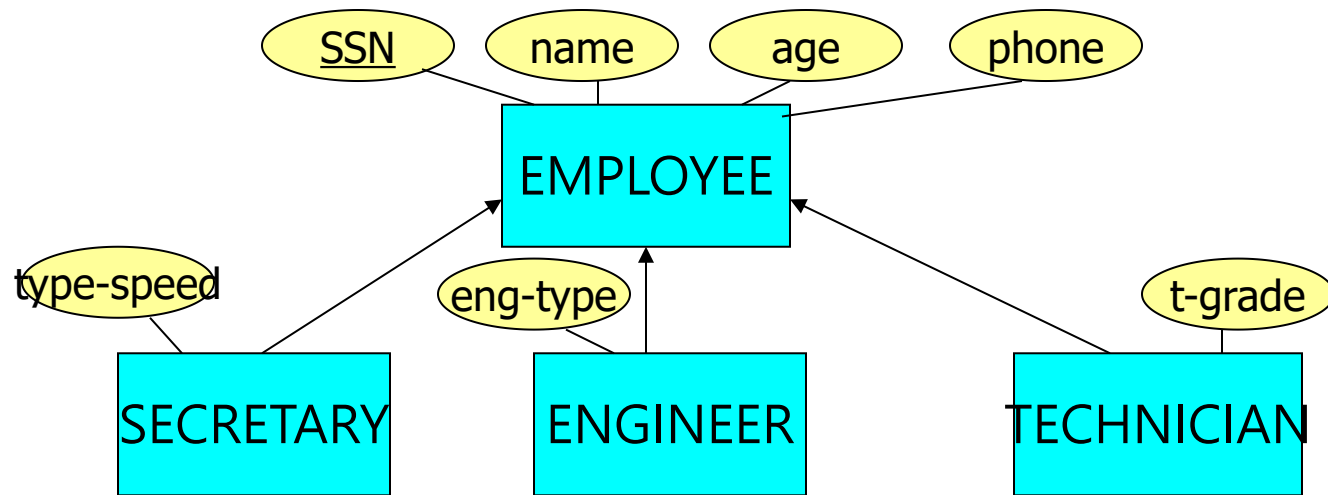 SSN
name
age
phone
EMPLOYEE
type-speed
eng-type
t-grade
SECRETARY
ENGINEER
TECHNICIAN